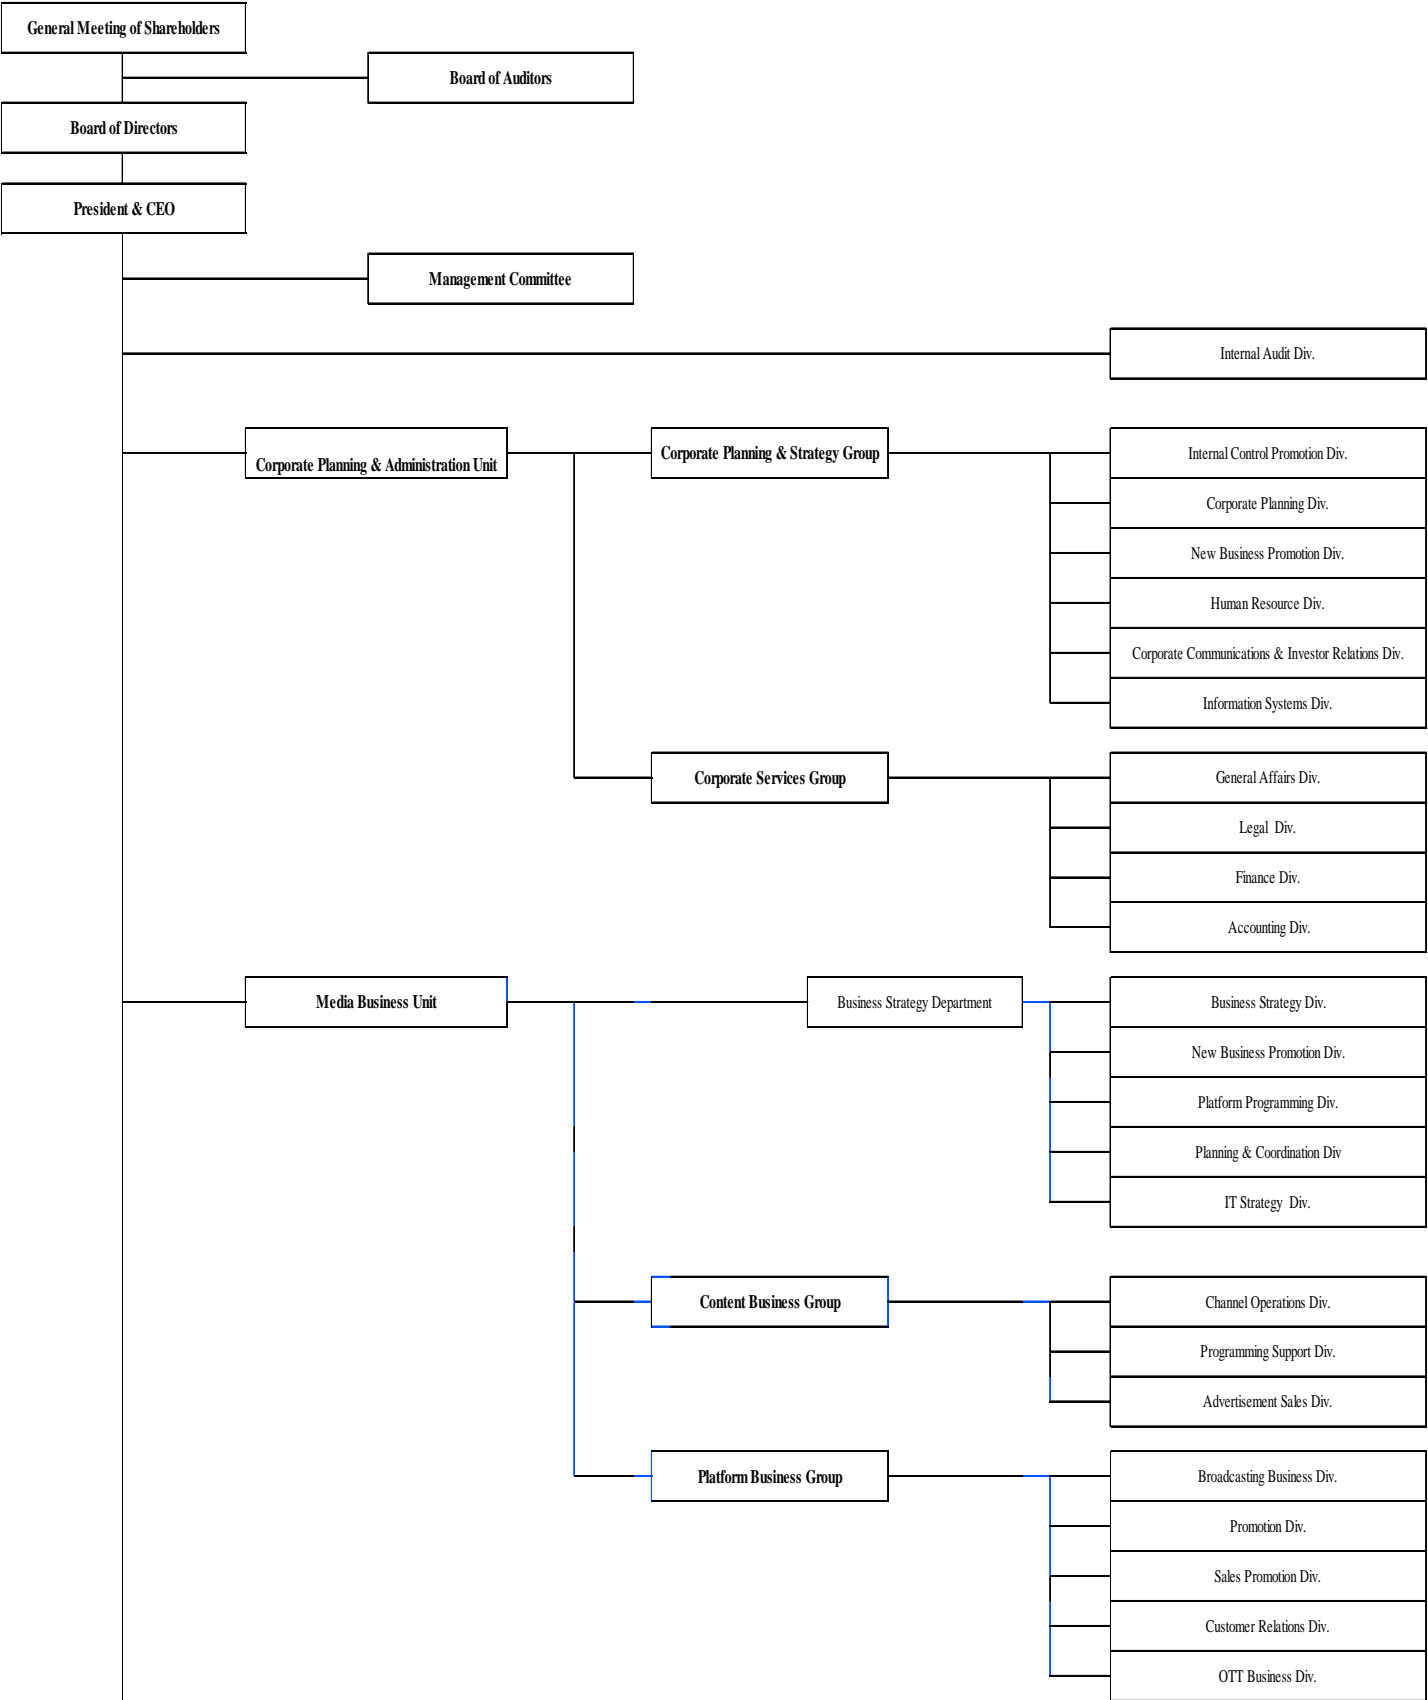 General Meeting of Shareholders
Board of Auditors
Board of Directors
President & CEO
Management Committee
Internal Audit Div.
Corporate Planning & Administration Unit
Corporate Planning & Strategy Group
Internal Control Promotion Div.
Corporate Planning Div.
New Business Promotion Div.
Human Resource Div.
Corporate Communications & Investor Relations Div.
Information Systems Div.
Corporate Services Group
General Affairs Div.
Legal Div.
Finance Div.
Accounting Div.
Media Business Unit
Business Strategy Department
Business Strategy Div.
New Business Promotion Div.
Platform Programming Div.
Planning & Coordination Div
IT Strategy Div.
Content Business Group
Channel Operations Div.
Programming Support Div.
Advertisement Sales Div.
Platform Business Group
Broadcasting Business Div.
Promotion Div.
Sales Promotion Div.
Customer Relations Div.
OTT Business Div.